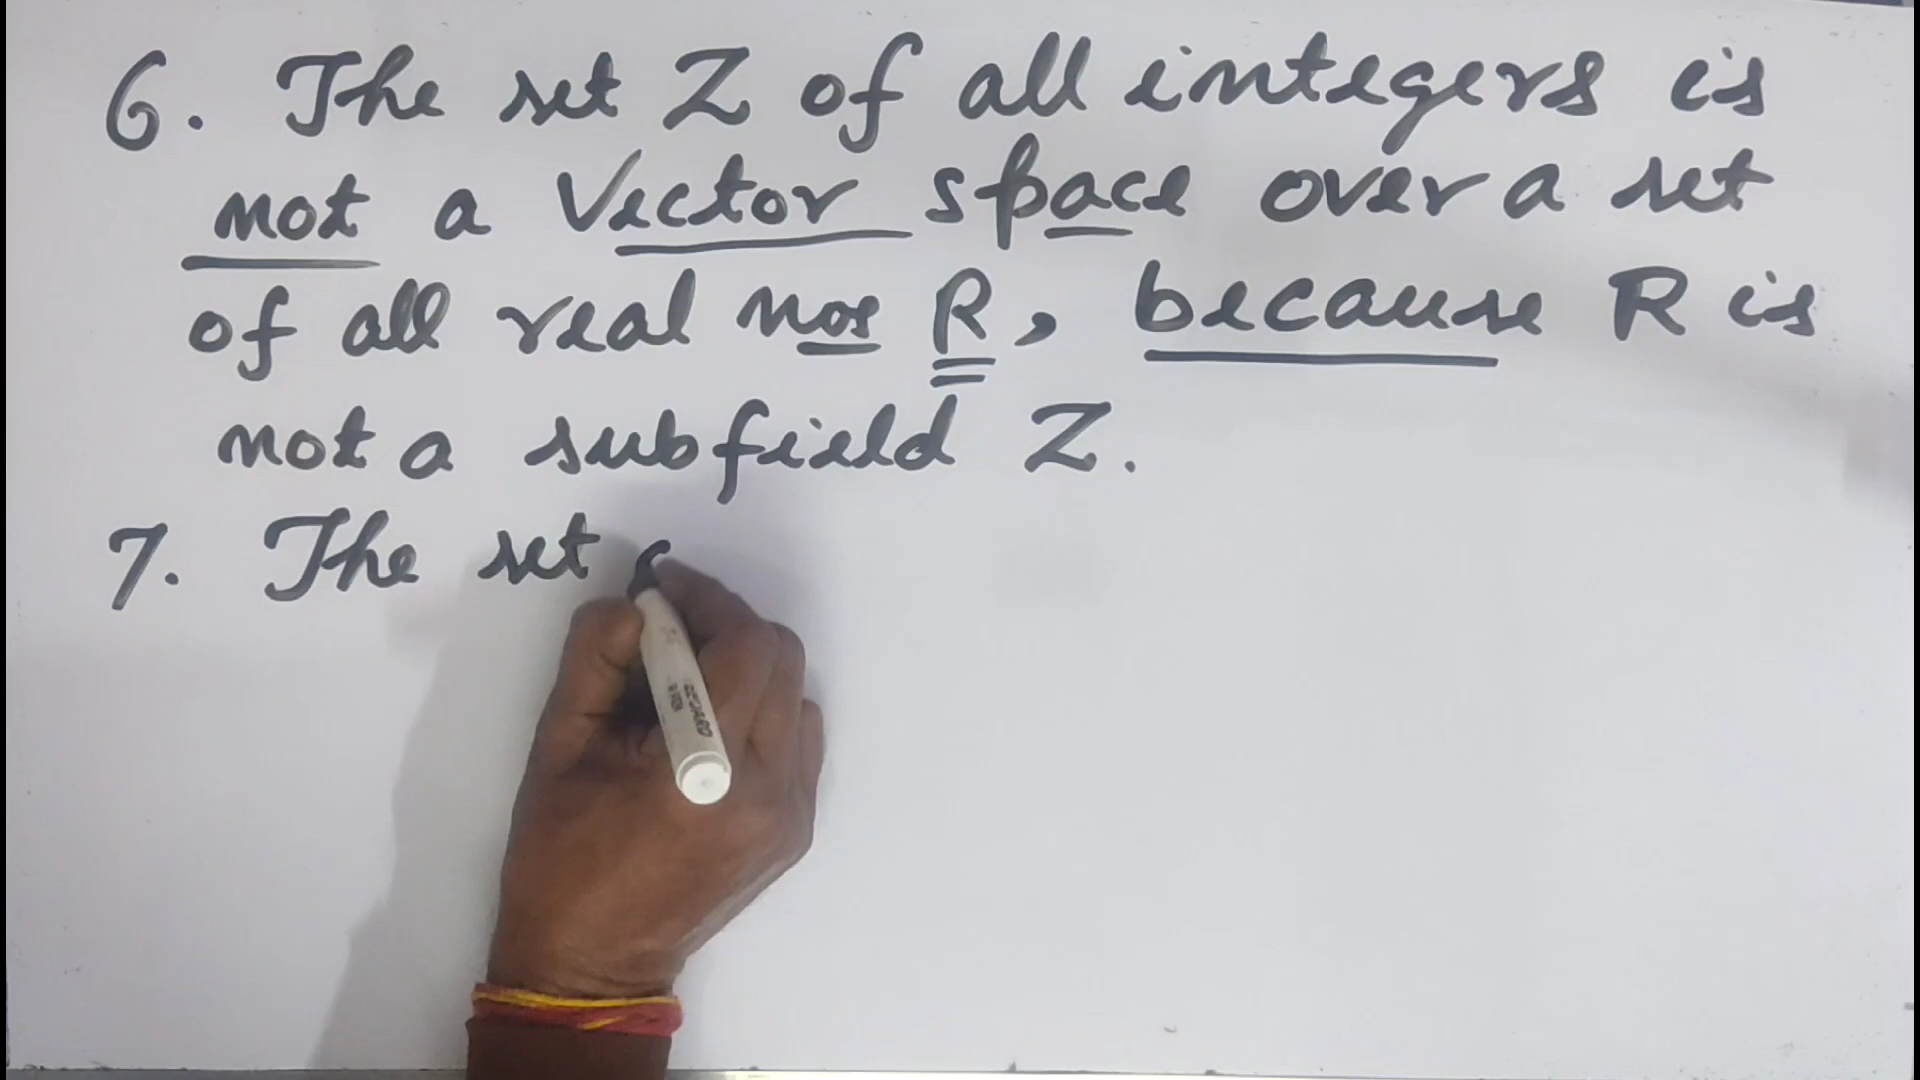 6. The set Z of all integers is
not a Vector space over a set
of all real nos R, because R is
not a subfield Z.
7. The set